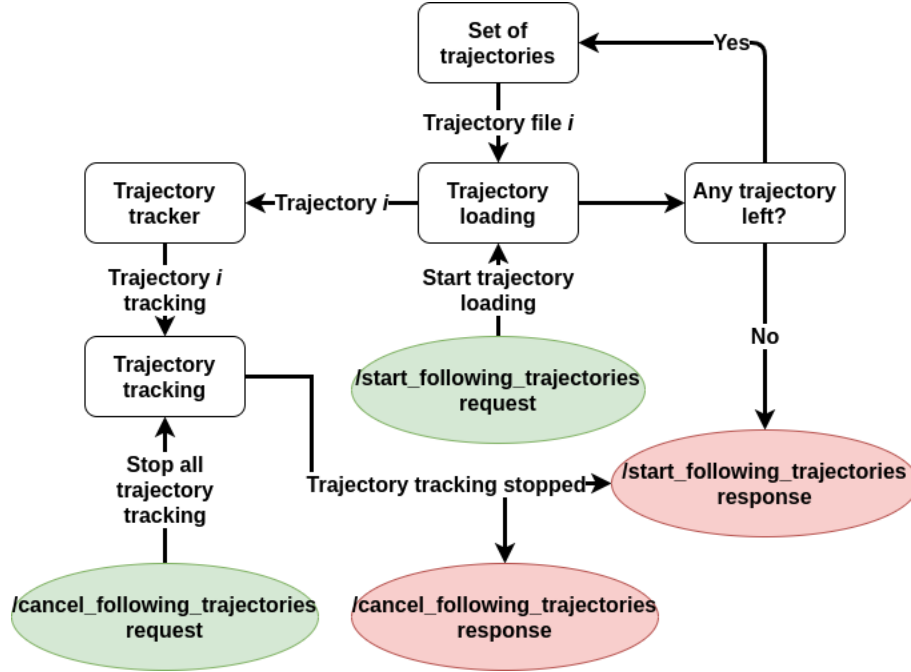 Set of
trajectories
Yes
Trajectory file i
Trajectory
tracker
Trajectory i
Trajectory
loading
Any trajectory
left?
Trajectory i
tracking
Start trajectory
loading
No
Trajectory
tracking
/start_following_trajectories
request
Stop all
trajectory
tracking
Trajectory tracking stopped
/start_following_trajectories
response
/cancel_following_trajectories
request
/cancel_following_trajectories
response